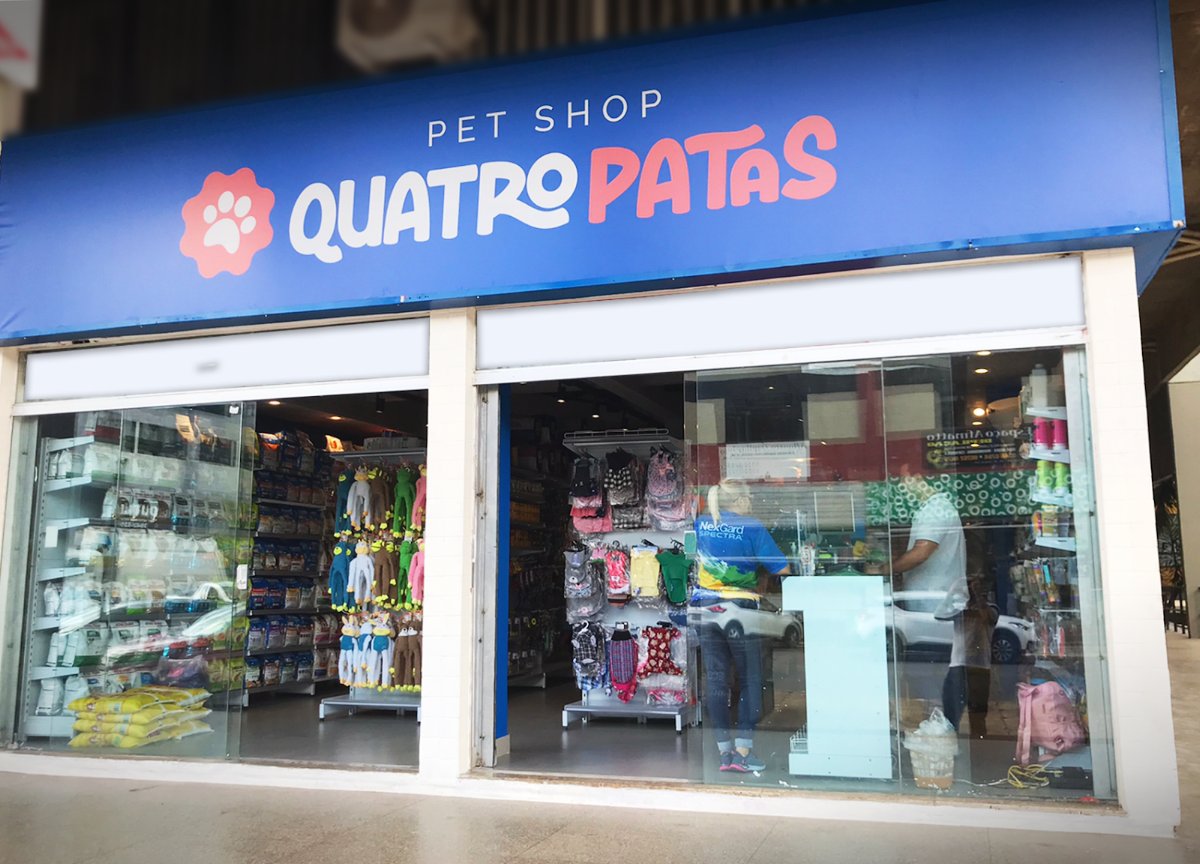 PET SHOP
QUATRO PATAS
NexGard
SPECTRA